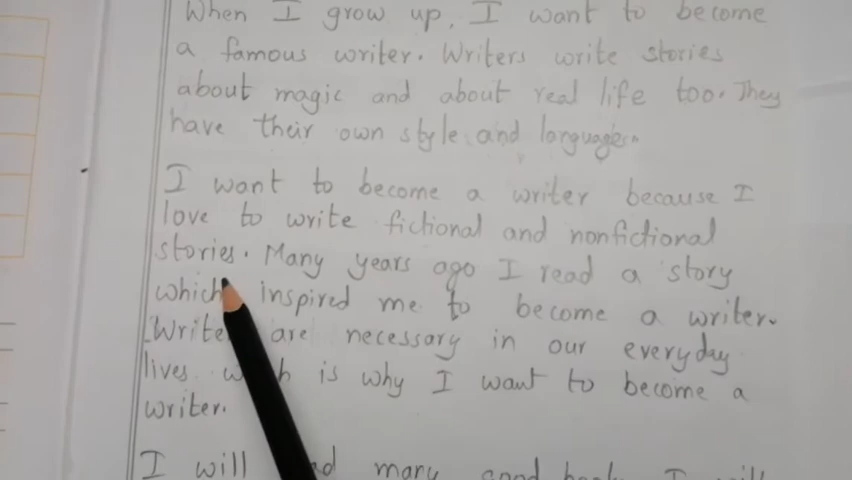 When I grow up, I want to become
a famous writer. Writers write stories
about magic and about real life too. They
have their own style and language.
I want to become a writer because I
love to write fictional and nonfictional
stories. Many years ago I read a story
which inspired me to become a writer.
are necessary in our everyday
lives is why I want to become a
writer.
I will many good